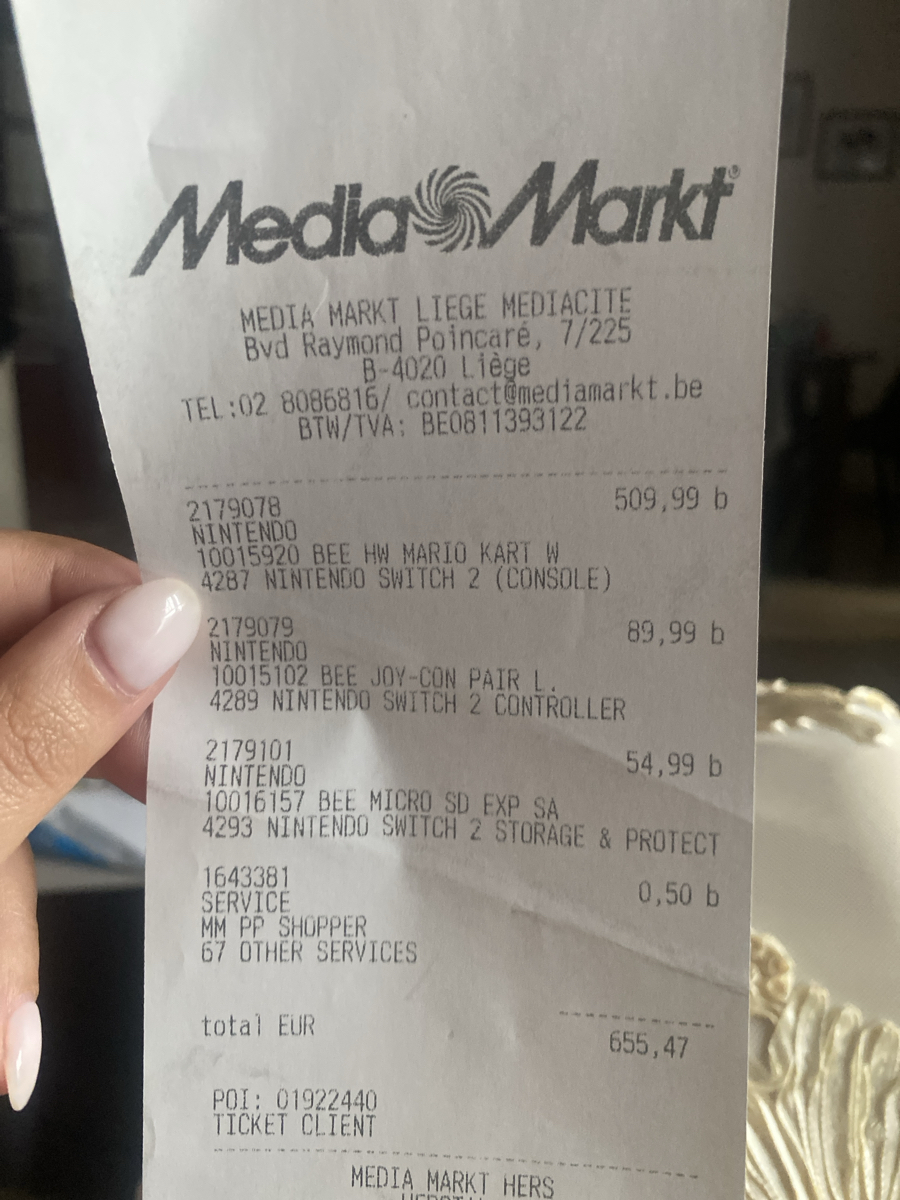 MediaMarkt®
MEDIA MARKT LIEGE MEDIACITE
Bvd Raymond Poincaré, 7/225
B-4020 Liège
TEL:02 8086816/ contact@mediamarkt.be
BTW/TVA: BE0811393122
2179078 509,99 b
NINTENDO
10015920 BEE HW MARIO KART W
4287 NINTENDO SWITCH 2 (CONSOLE)
2179079 89,99 b
NINTENDO
10015102 BEE JOY-CON PAIR L.
4289 NINTENDO SWITCH 2 CONTROLLER
2179101 54,99 b
NINTENDO
10016157 BEE MICRO SD EXP SA
4293 NINTENDO SWITCH 2 STORAGE & PROTECT
1643381 0,50 b
SERVICE
MM PP SHOPPER
67 OTHER SERVICES
total EUR 655,47
POI: 01922440
TICKET CLIENT
MEDIA MARKT HERS